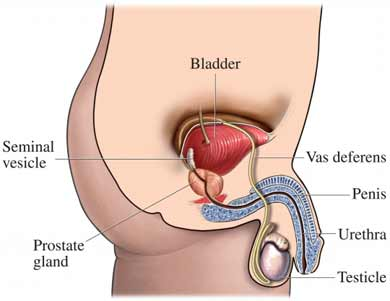 Bladder
Seminal
vesicle
Vas deferens
Penis
Prostate
gland
Urethra
Testicle